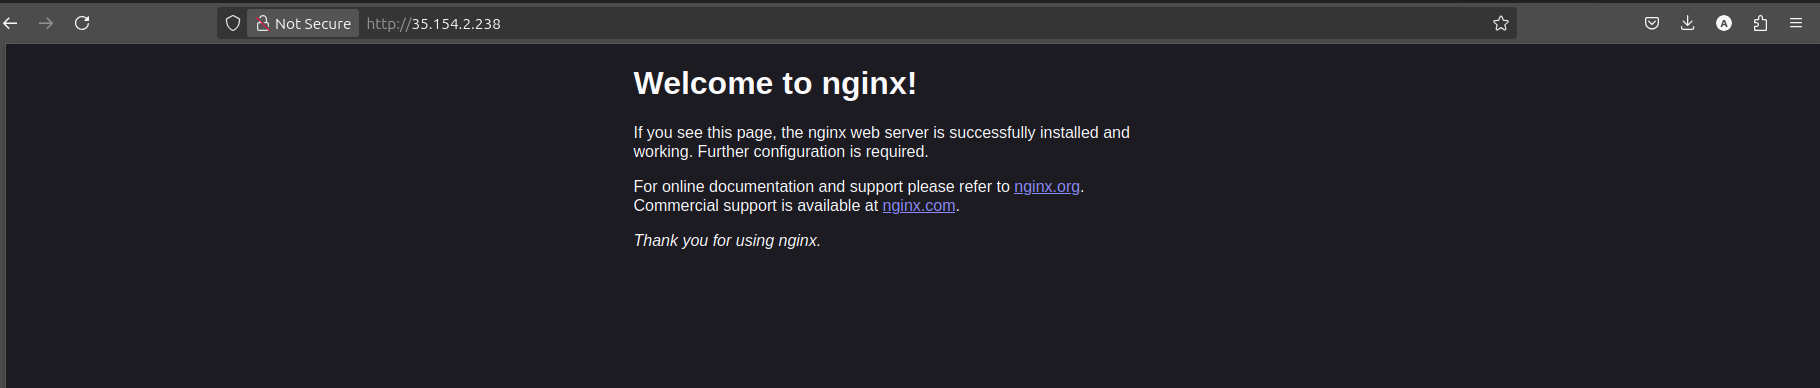 Not Secure http://35.154.2.238
A
Welcome to nginx!
If you see this page, the nginx web server is successfully installed and
working. Further configuration is required.
For online documentation and support please refer to nginx.org.
Commercial support is available at nginx.com.
Thank you for using nginx.